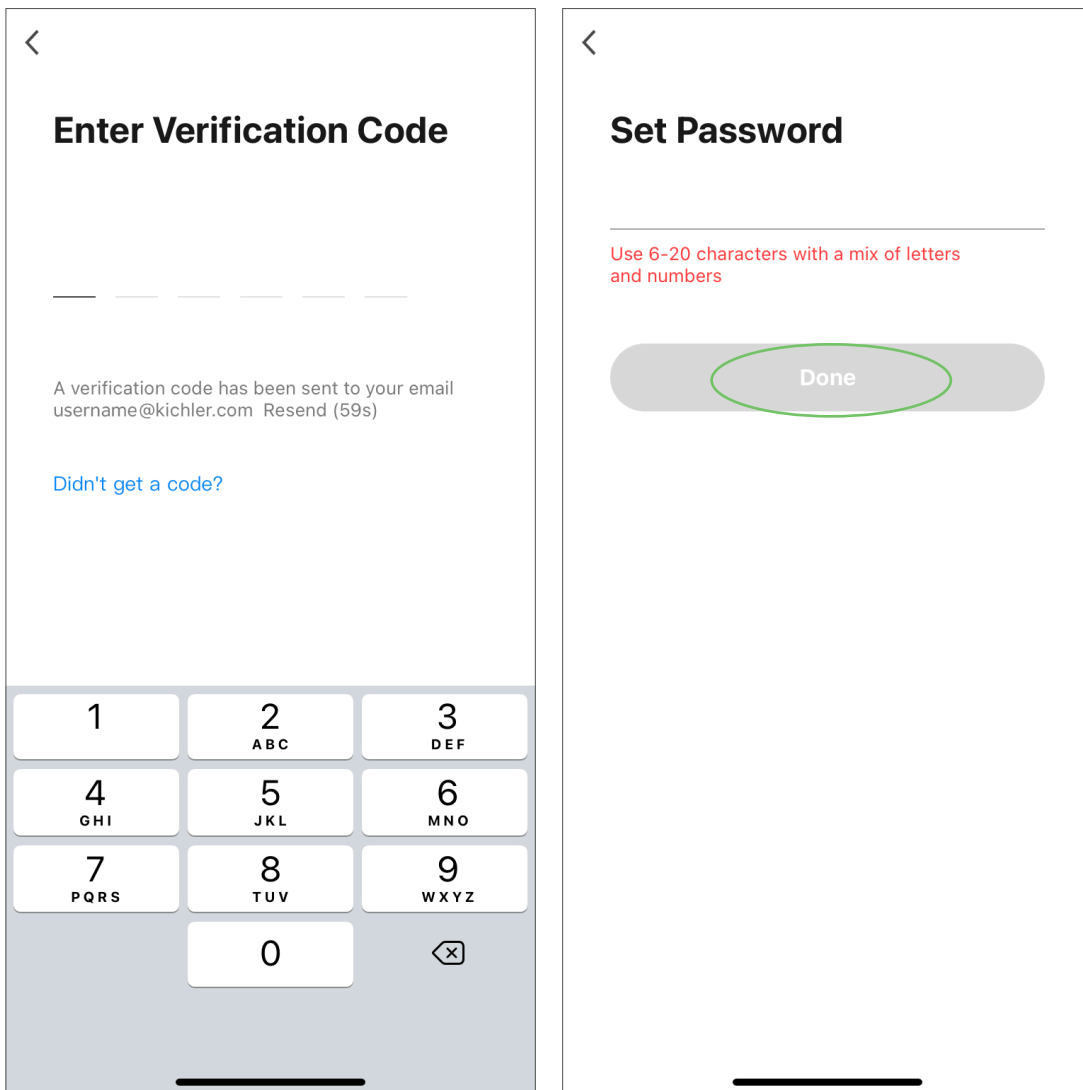 Enter Verification Code
A verification code has been sent to your email
username@kichler.com  Resend (59s)
Didn't get a code?
1
2
3
ABC
DEF
4
5
6
GHI
JKL
MNO
7
8
9
PQRS
TUV
WXYZ
0
Set Password
Use 6-20 characters with a mix of letters
and numbers
Done